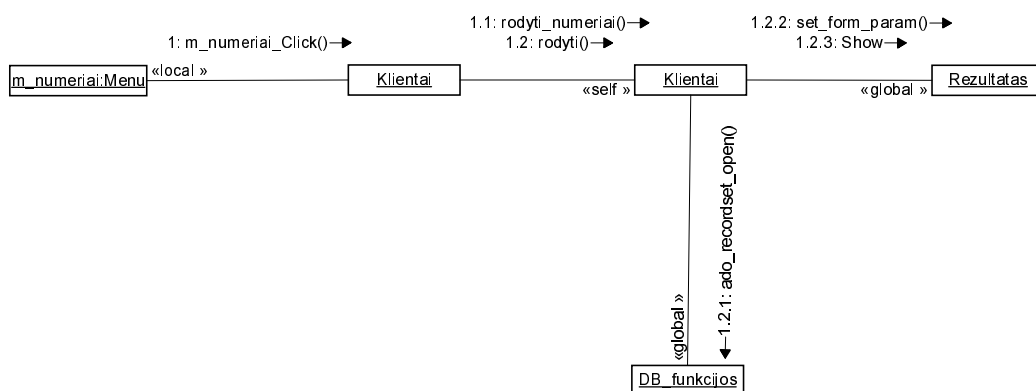 1.1: rodyti_numeriai()
1.2: rodyti()
1.2.2: set_form_param()
1.2.3: Show
1: m_numeriai_Click()
m_numeriai:Menu
«local »
Klientai
«self »
Klientai
«global »
Rezultatas
1.2.1: ado_recordset_open()
«global »
DB_funkcijos